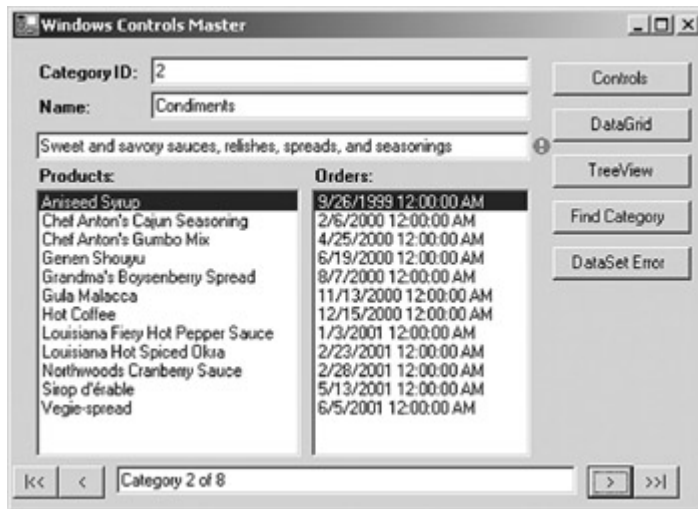 Windows Controls Master
Category ID: 2
Name: Condiments
Sweet and savory sauces, relishes, spreads, and seasonings
Products:
Aniseed Syrup
Chef Anton's Cajun Seasoning
Chef Anton's Gumbo Mix
Genen Shouyu
Grandma's Boysenberry Spread
Gula Malacca
Hot Coffee
Louisiana Fiery Hot Pepper Sauce
Louisiana Hot Spiced Okra
Northwoods Cranberry Sauce
Sirop d'érable
Vegie-spread
Orders:
9/26/1999 12:00:00 AM
2/6/2000 12:00:00 AM
4/25/2000 12:00:00 AM
6/19/2000 12:00:00 AM
8/7/2000 12:00:00 AM
11/13/2000 12:00:00 AM
12/15/2000 12:00:00 AM
1/3/2001 12:00:00 AM
2/23/2001 12:00:00 AM
2/28/2001 12:00:00 AM
5/13/2001 12:00:00 AM
6/5/2001 12:00:00 AM
Controls
DataGrid
TreeView
Find Category
DataSet Error
|<< < Category 2 of 8 > >>|